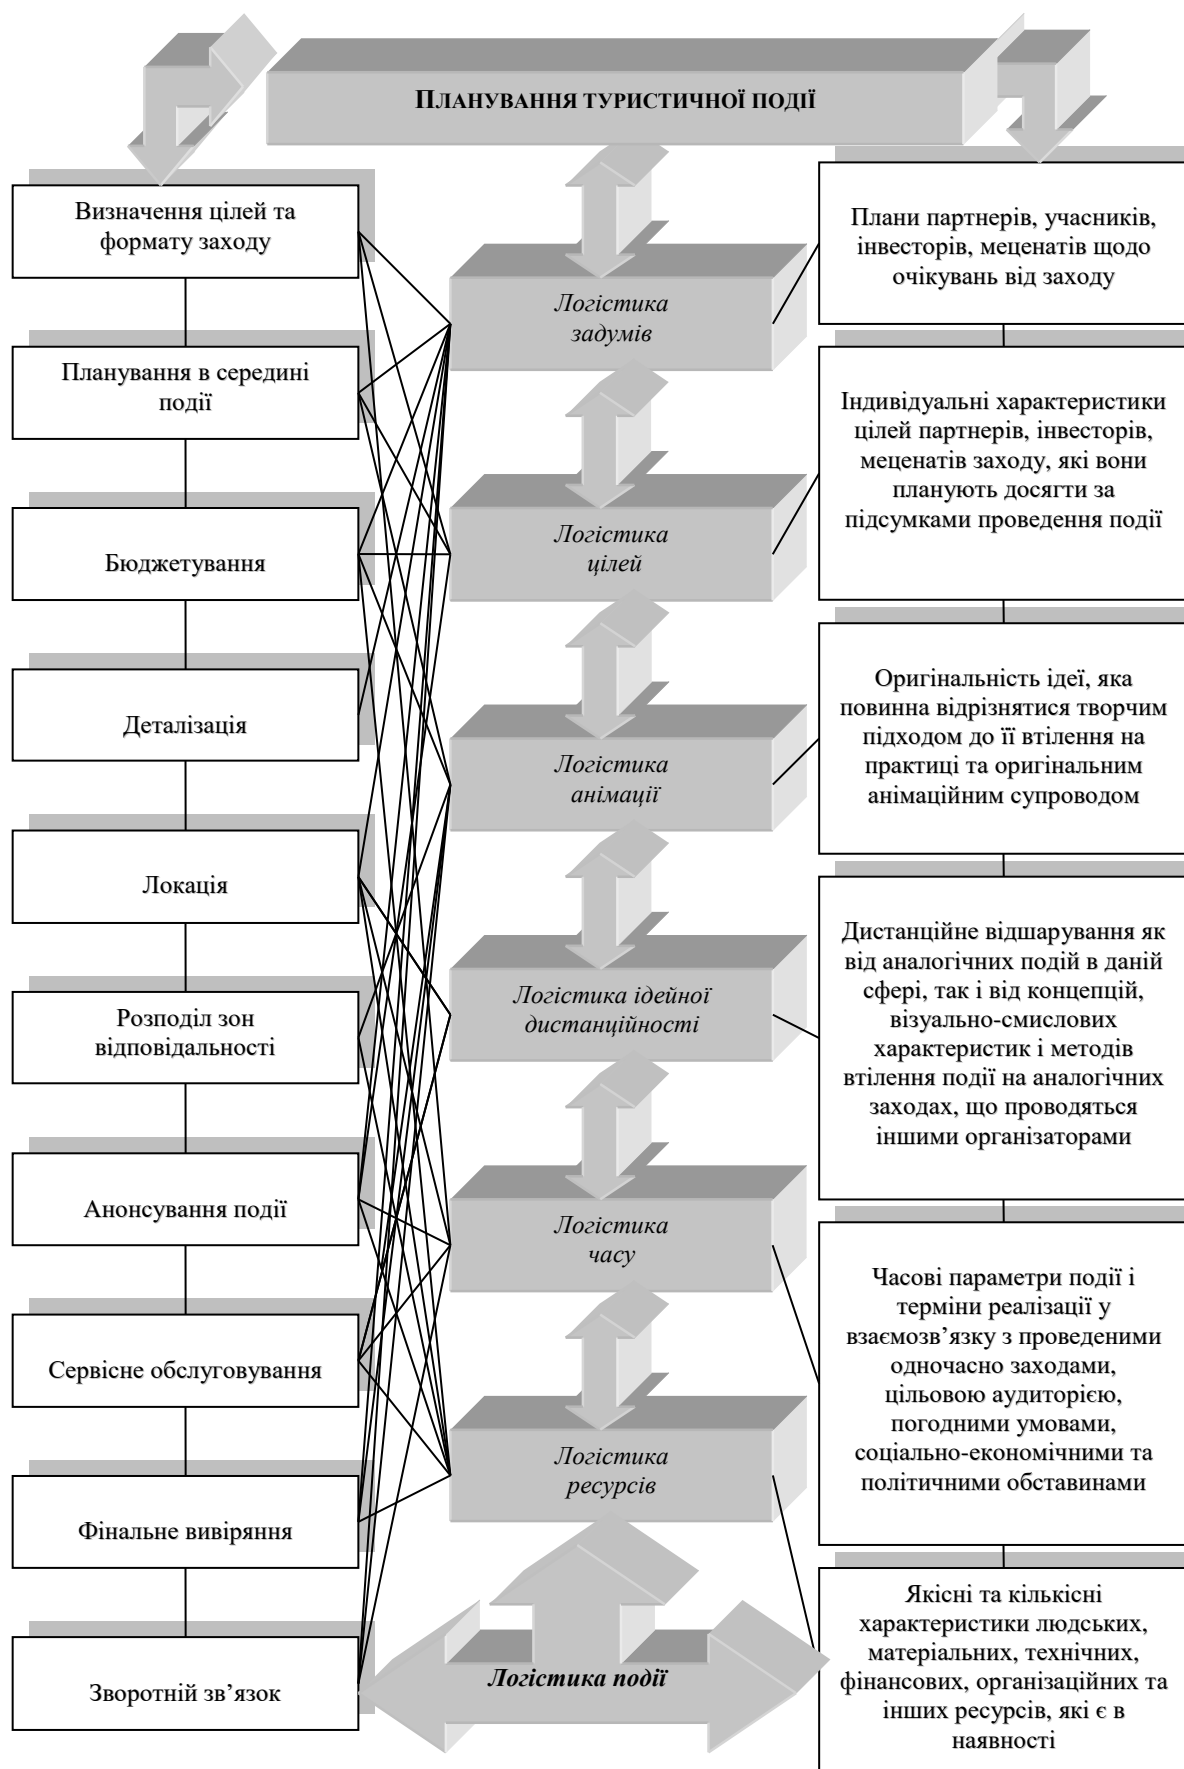 ПЛАНУВАННЯ ТУРИСТИЧНОЇ ПОДІЇ
Визначення цілей та
формату заходу
Планування в середині
події
Бюджетування
Деталізація
Локація
Розподіл зон
відповідальності
Анонсування події
Сервісне обслуговування
Фінальне вивіряння
Зворотній зв'язок
Логістика
задумів
Логістика
цілей
Логістика
анімації
Логістика ідейної
дистанційності
Логістика
часу
Логістика
ресурсів
Логістика події
Плани партнерів, учасників,
інвесторів, меценатів щодо
очікувань від заходу
Індивідуальні характеристики
цілей партнерів, інвесторів,
меценатів заходу, які вони
планують досягти за
підсумками проведення події
Оригінальність ідеї, яка
повинна відрізнятися творчим
підходом до її втілення на
практиці та оригінальним
анімаційним супроводом
Дистанційне відшарування як
від аналогічних подій в даній
сфері, так і від концепцій,
візуально-смислових
характеристик і методів
втілення події на аналогічних
заходах, що проводяться
іншими організаторами
Часові параметри події і
терміни реалізації у
взаємозв'язку з проведеними
одночасно заходами,
цільовою аудиторією,
погодними умовами,
соціально-економічними та
політичними обставинами
Якісні та кількісні
характеристики людських,
матеріальних, технічних,
фінансових, організаційних та
інших ресурсів, які є в
наявності